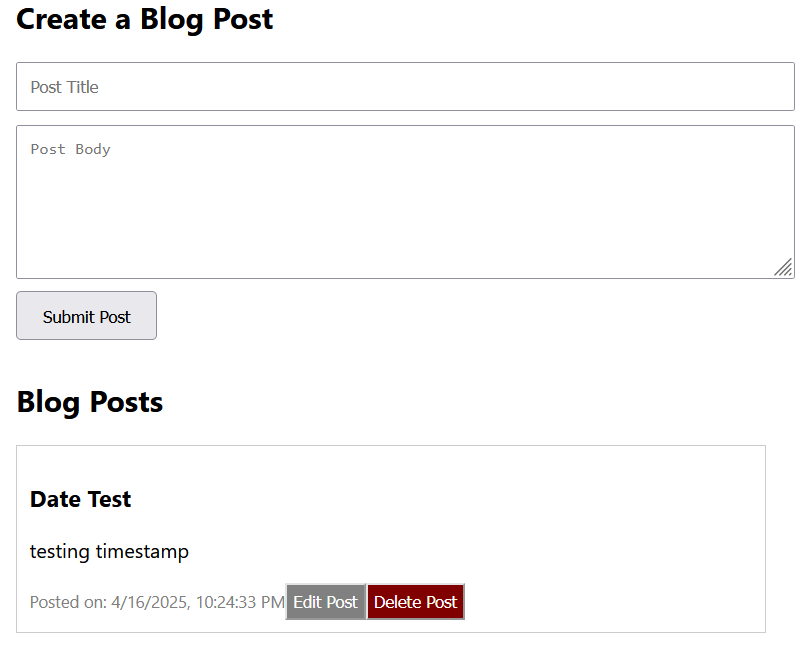 Create a Blog Post
Post Title
Post Body
Submit Post
Blog Posts
Date Test
testing timestamp
Posted on: 4/16/2025, 10:24:33 PM Edit Post Delete Post